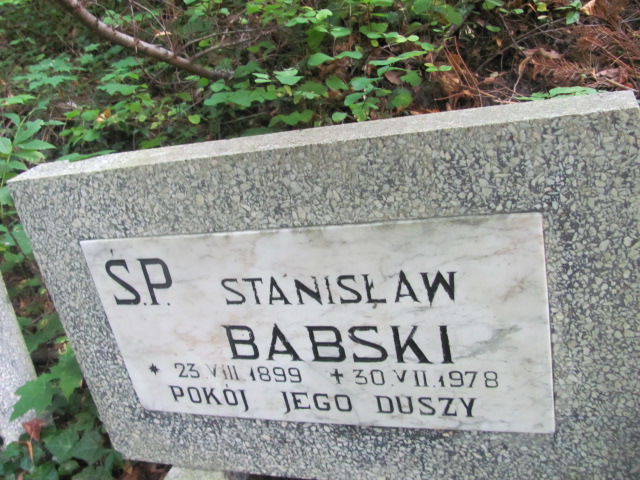 Ś.P. STANISŁAW
BABSKI
* 23.VIII.1899 + 30.VII.1978
POKÓJ JEGO DUSZY